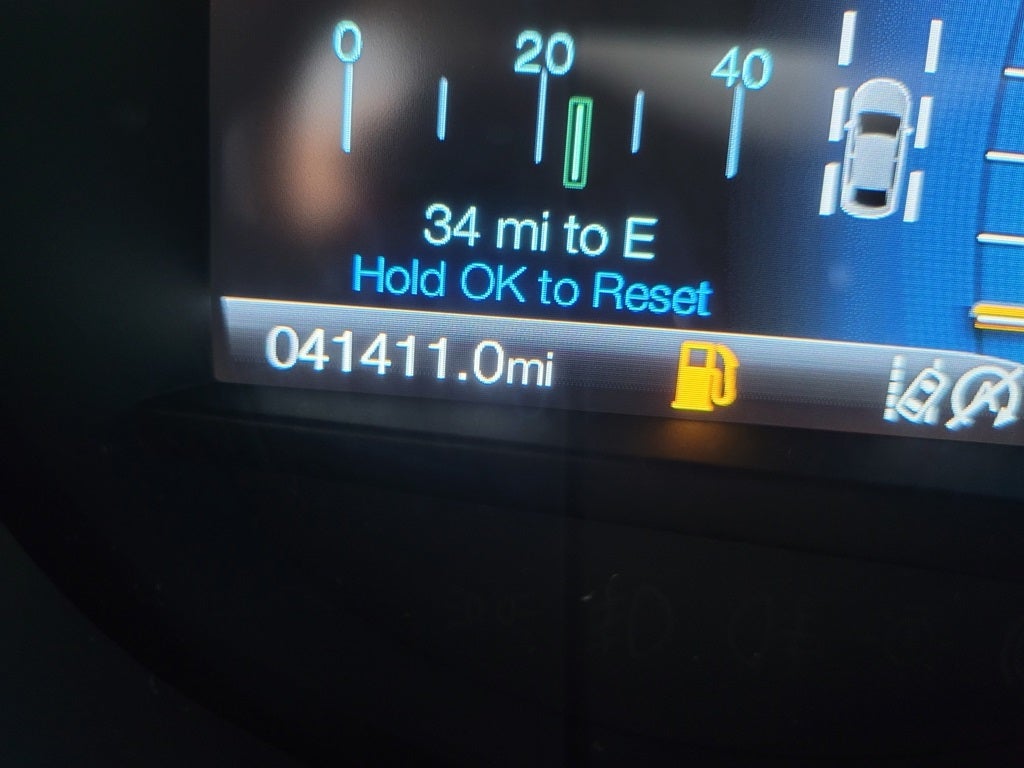 0 20 40
34 mi to E
Hold OK to Reset
041411.0mi